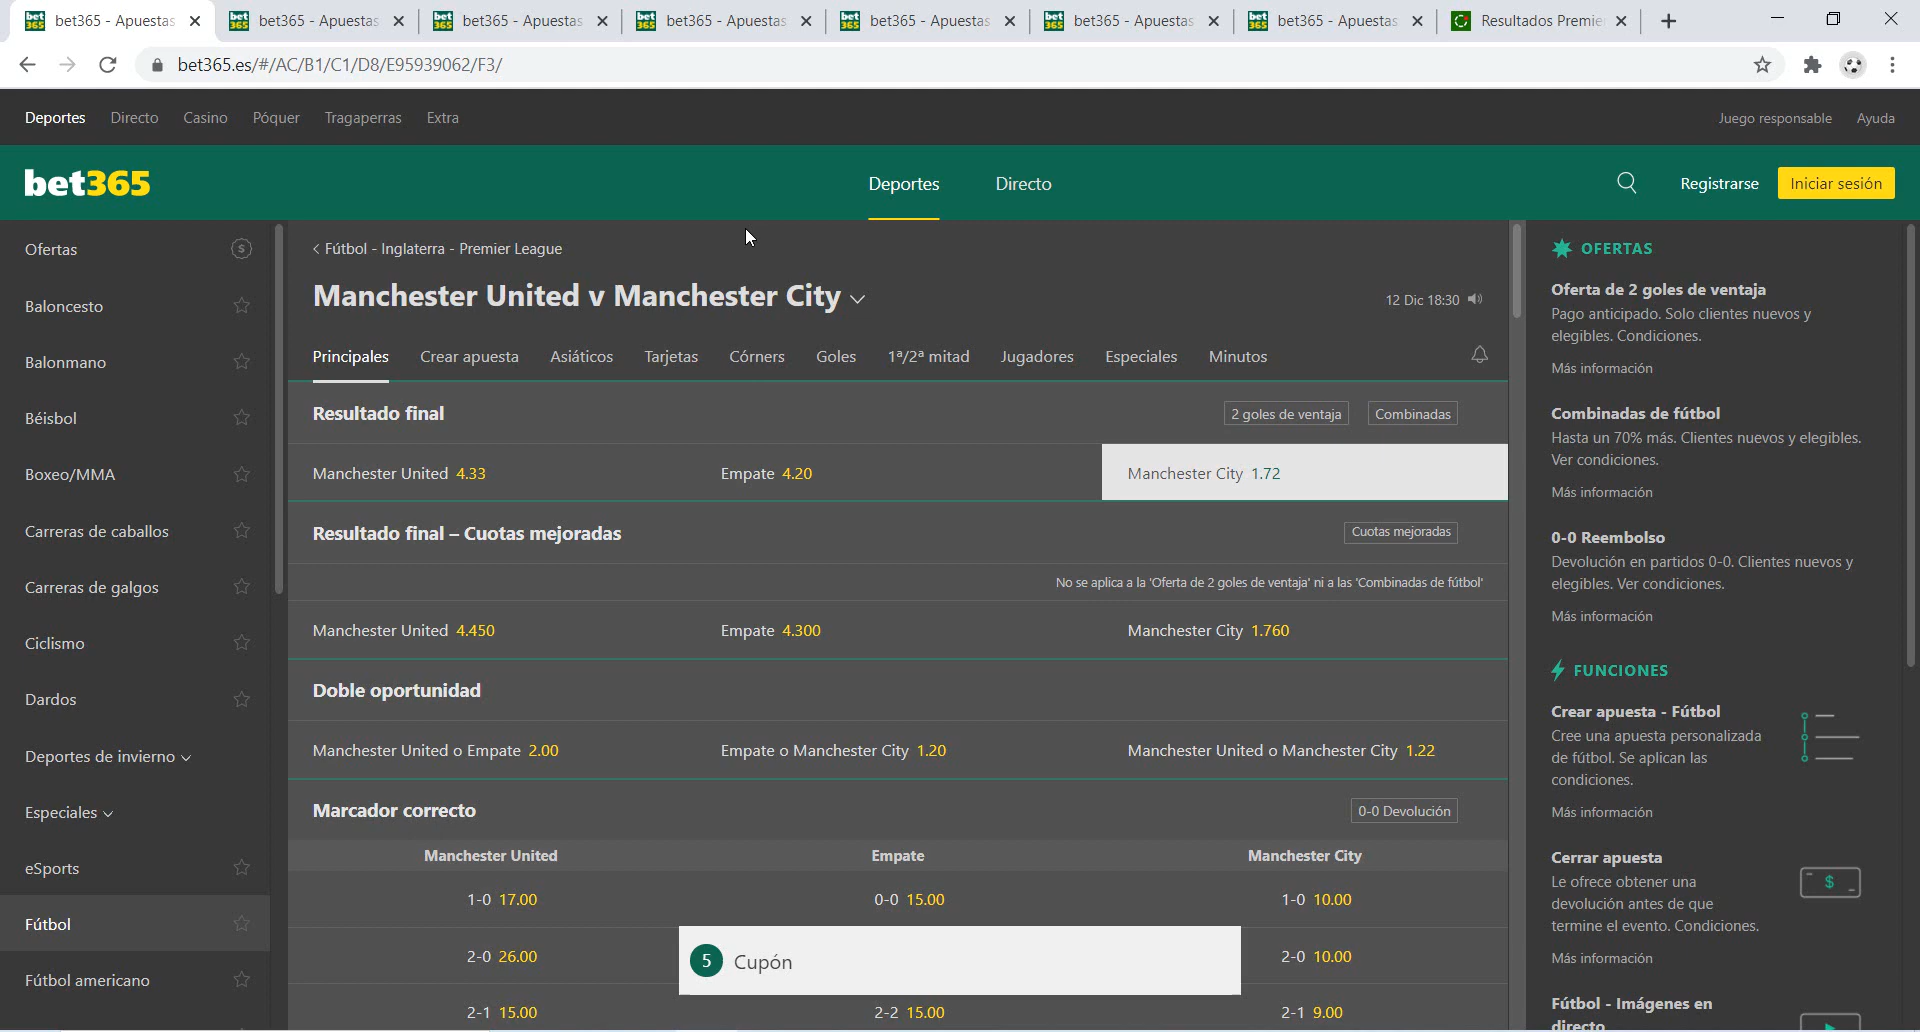 bet365 - Apuestas
bet365 - Apuestas
bet365 - Apuestas
bet365 - Apuestas
bet365 - Apuestas
bet365 - Apuestas
bet365 - Apuestas
Resultados Premie
bet365.es/#/AC/B1/C1/D8/E95939062/F3/
Deportes Directo Casino Póquer Tragaperras Extra
Juego responsable Ayuda
bet365
Deportes Directo
Registrarse Iniciar sesión
Ofertas
Baloncesto
Balonmano
Béisbol
Boxeo/MMA
Carreras de caballos
Carreras de galgos
Ciclismo
Dardos
Deportes de invierno
Especiales
eSports
Fútbol
Fútbol americano
< Fútbol - Inglaterra - Premier League
Manchester United v Manchester City
12 Dic 18:30
Principales Crear apuesta Asiáticos Tarjetas Córners Goles 1ª/2ª mitad Jugadores Especiales Minutos
Resultado final
2 goles de ventaja Combinadas
Manchester United 4.33 Empate 4.20 Manchester City 1.72
Resultado final – Cuotas mejoradas
Cuotas mejoradas
No se aplica a la 'Oferta de 2 goles de ventaja' ni a las 'Combinadas de fútbol'
Manchester United 4.450 Empate 4.300 Manchester City 1.760
Doble oportunidad
Manchester United o Empate 2.00 Empate o Manchester City 1.20 Manchester United o Manchester City 1.22
Marcador correcto
0-0 Devolución
Manchester United Empate Manchester City
1-0 17.00 0-0 15.00 1-0 10.00
2-0 26.00 2-0 10.00
5 Cupón
2-1 15.00 2-2 15.00 2-1 9.00
OFERTAS
Oferta de 2 goles de ventaja
Pago anticipado. Solo clientes nuevos y
elegibles. Condiciones.
Más información
Combinadas de fútbol
Hasta un 70% más. Clientes nuevos y elegibles.
Ver condiciones.
Más información
0-0 Reembolso
Devolución en partidos 0-0. Clientes nuevos y
elegibles. Ver condiciones.
Más información
FUNCIONES
Crear apuesta - Fútbol
Cree una apuesta personalizada
de fútbol. Se aplican las
condiciones.
Más información
Cerrar apuesta
Le ofrece obtener una
devolución antes de que
termine el evento. Condiciones.
Más información
Fútbol - Imágenes en
directo